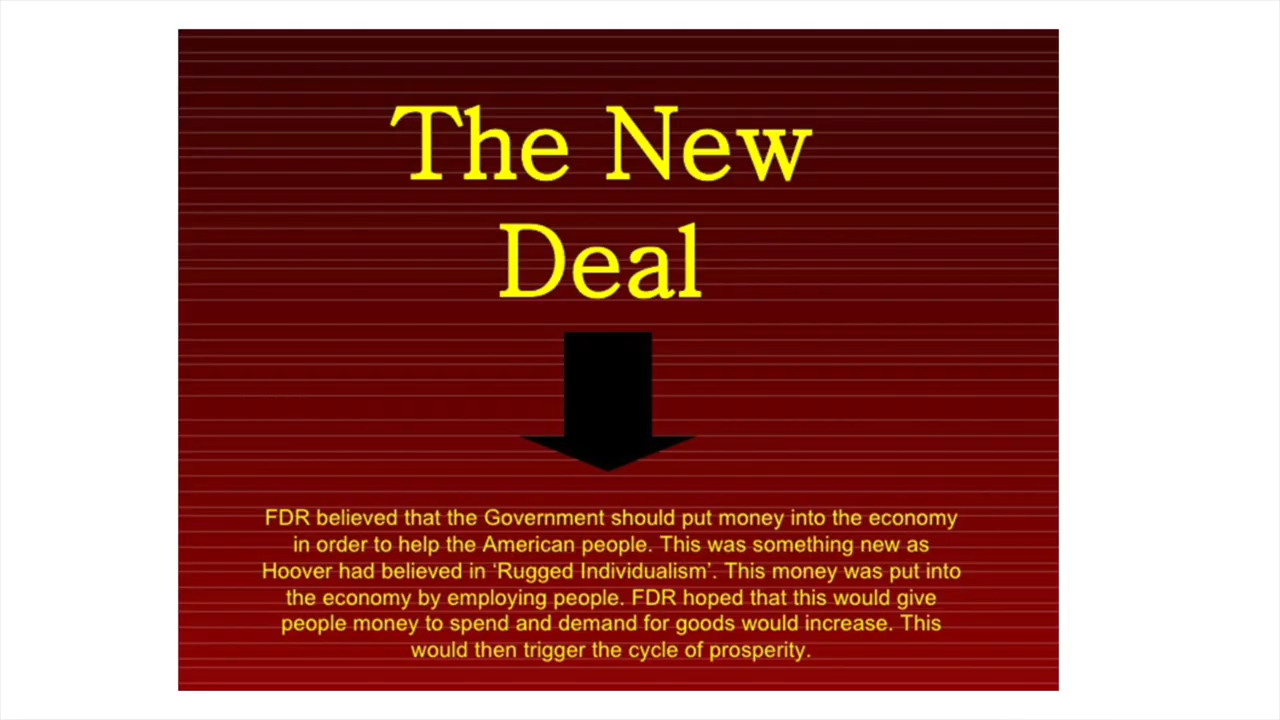 The New
Deal
FDR believed that the Government should put money into the economy
in order to help the American people. This was something new as
Hoover had believed in ‘Rugged Individualism’. This money was put into
the economy by employing people. FDR hoped that this would give
people money to spend and demand for goods would increase. This
would then trigger the cycle of prosperity.